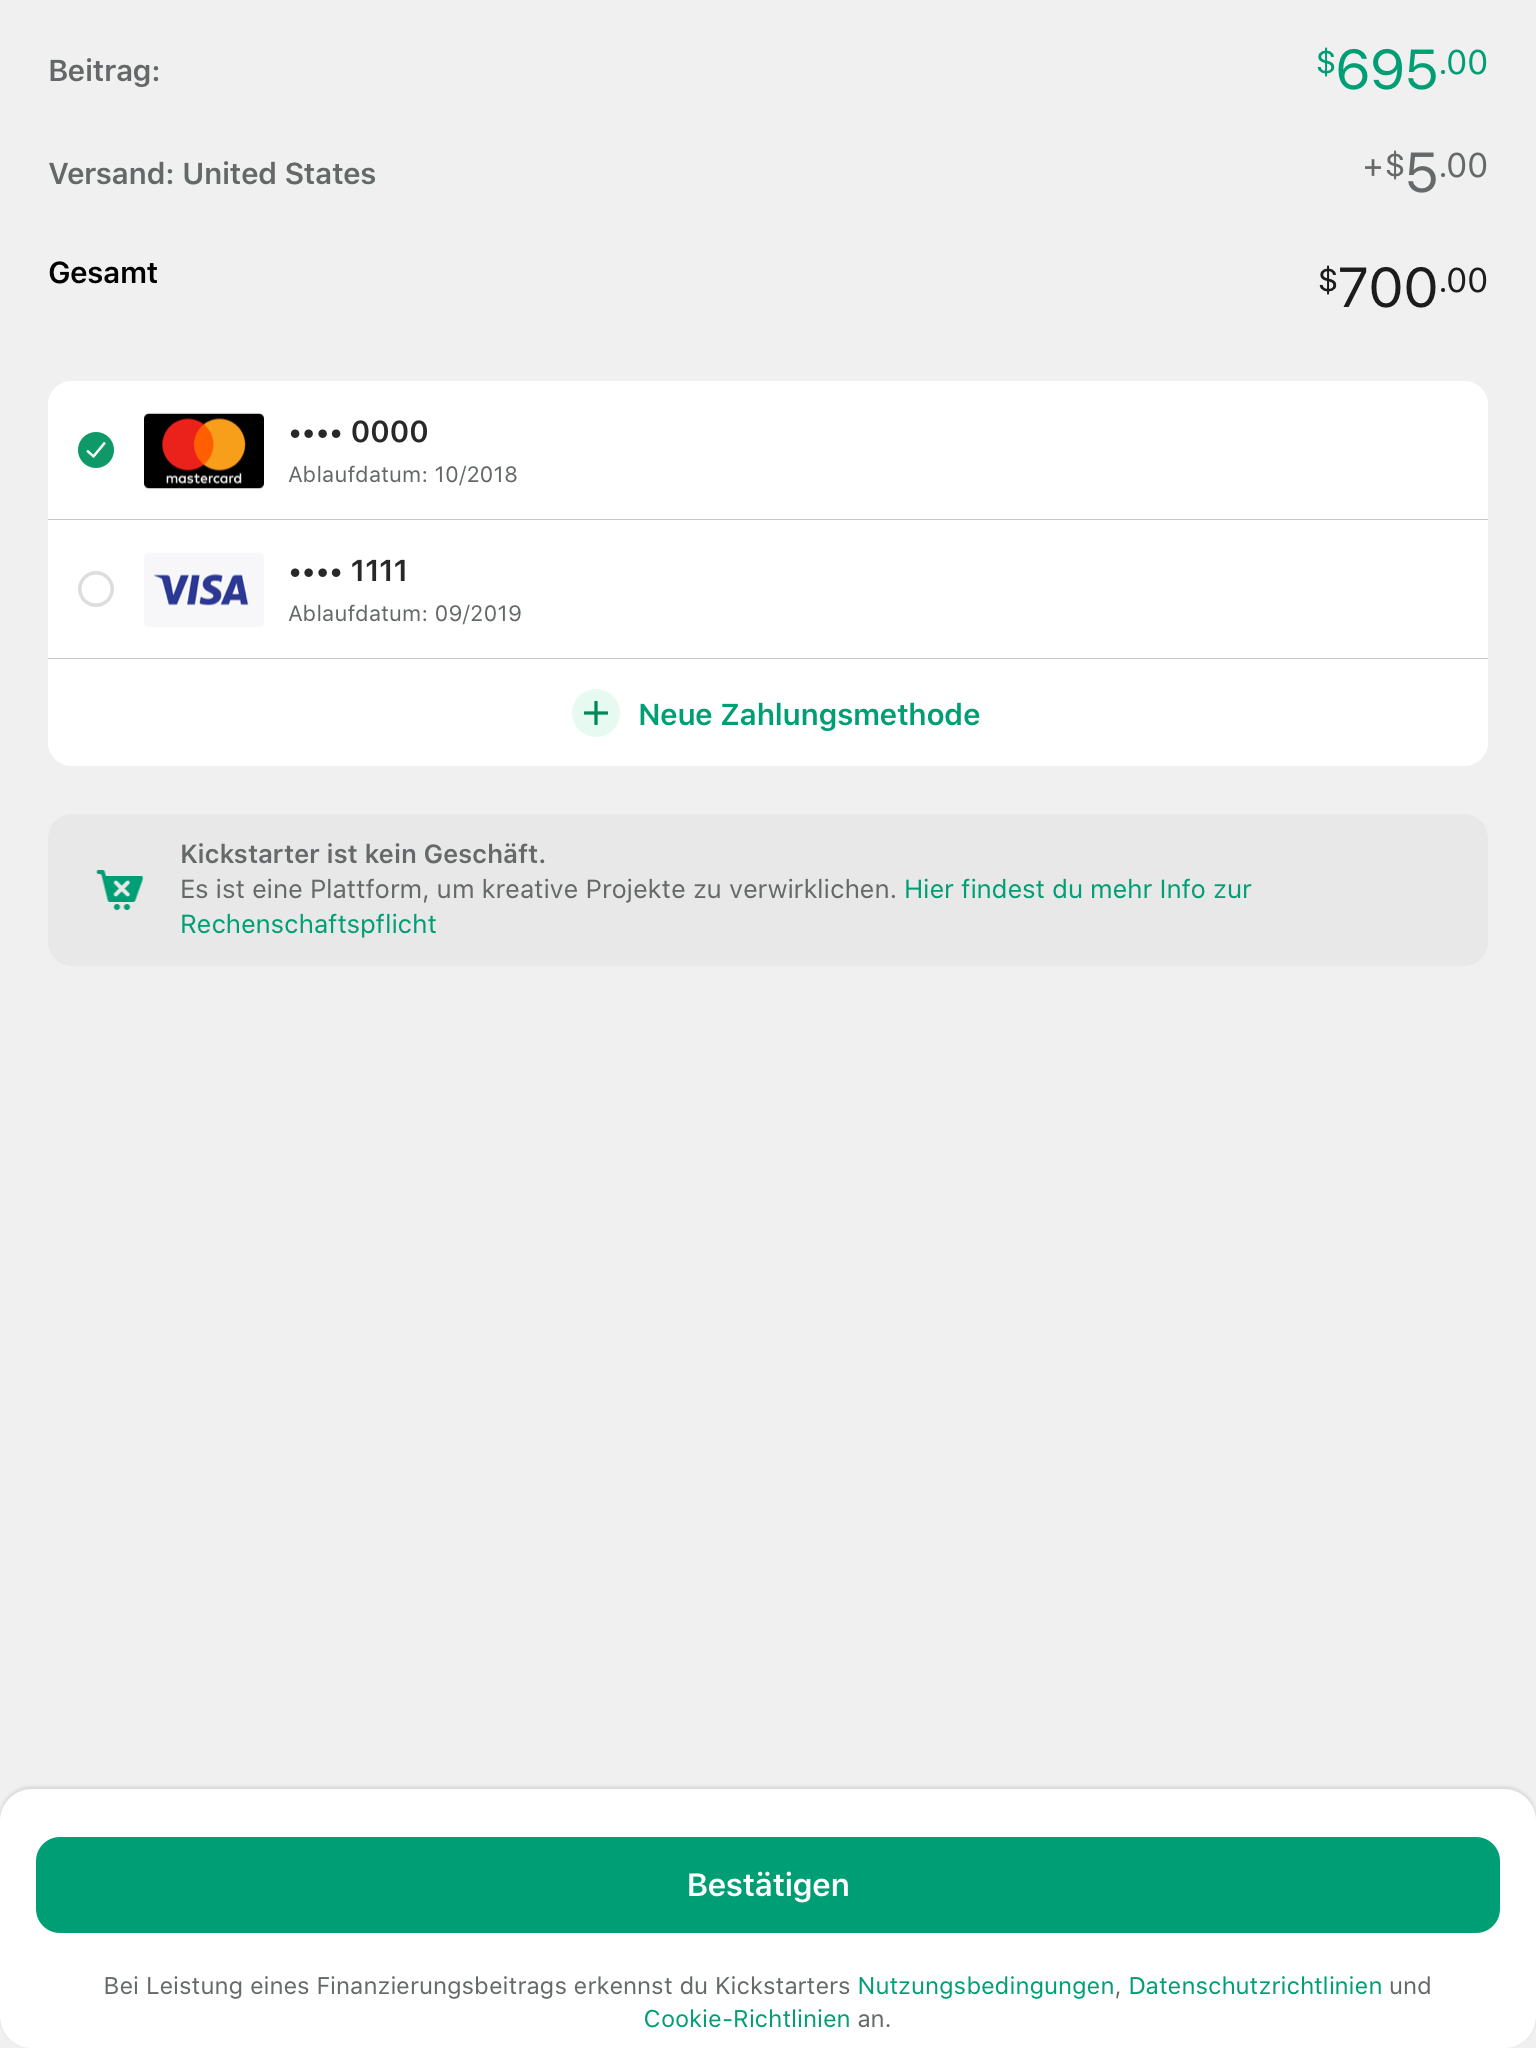 Beitrag: $695.00
Versand: United States +$5.00
Gesamt $700.00
•••• 0000
mastercard
Ablaufdatum: 10/2018
•••• 1111
VISA
Ablaufdatum: 09/2019
Neue Zahlungsmethode
Kickstarter ist kein Geschäft.
Es ist eine Plattform, um kreative Projekte zu verwirklichen. Hier findest du mehr Info zur
Rechenschaftspflicht
Bestätigen
Bei Leistung eines Finanzierungsbeitrags erkennst du Kickstarters Nutzungsbedingungen, Datenschutzrichtlinien und
Cookie-Richtlinien an.